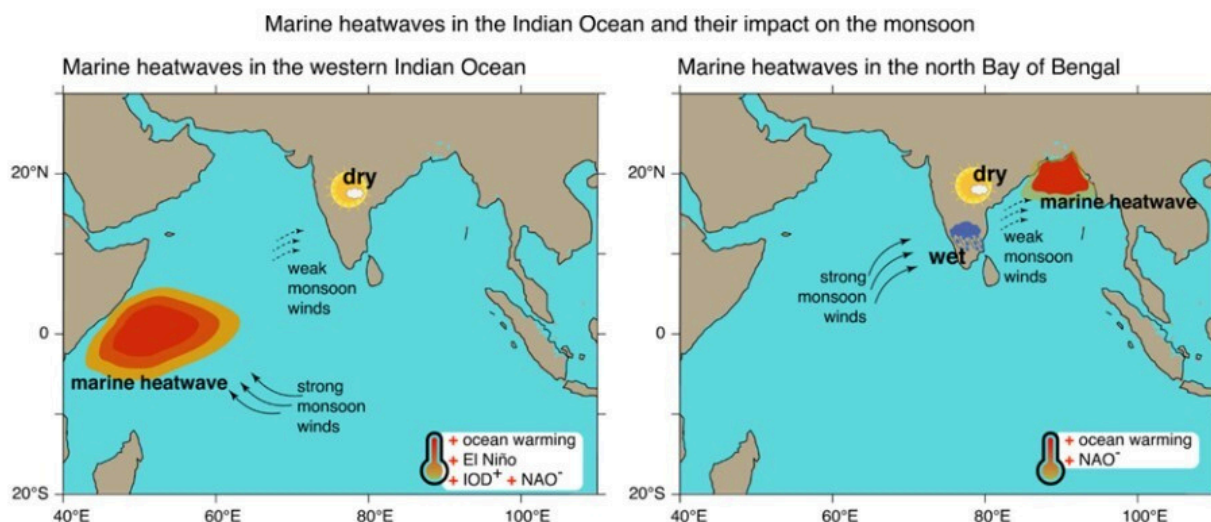 Marine heatwaves in the Indian Ocean and their impact on the monsoon
Marine heatwaves in the western Indian Ocean
20°N
0
20°S
40°E
60°E
80°E
100°E
dry
weak
monsoon
winds
marine heatwave
strong
monsoon
winds
+ ocean warming
+ El Niño
+ IOD⁺ + NAO⁻
Marine heatwaves in the north Bay of Bengal
20°N
0
20°S
40°E
60°E
80°E
100°E
dry
marine heatwave
wet
weak
monsoon
winds
strong
monsoon
winds
+ ocean warming
+ NAO⁻